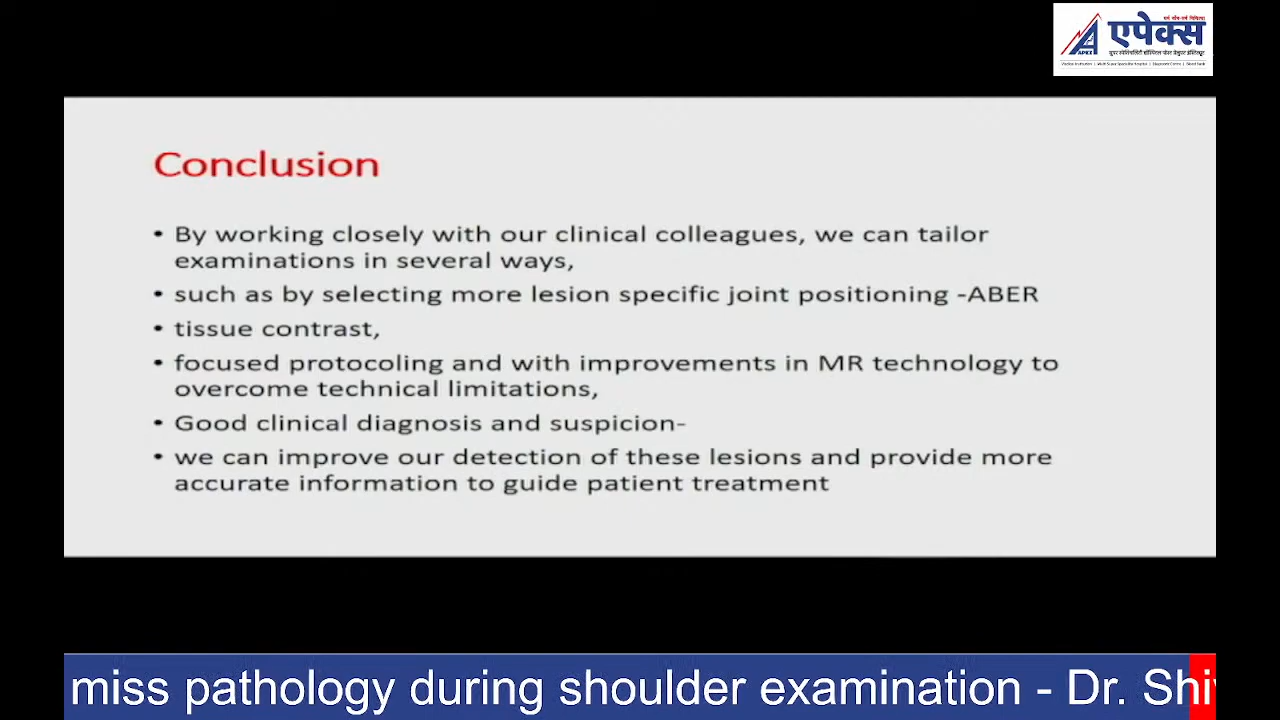 एपेक्स
APEX
Conclusion
• By working closely with our clinical colleagues, we can tailor
examinations in several ways,
• such as by selecting more lesion specific joint positioning -ABER
• tissue contrast,
• focused protocoling and with improvements in MR technology to
overcome technical limitations,
• Good clinical diagnosis and suspicion-
• we can improve our detection of these lesions and provide more
accurate information to guide patient treatment
miss pathology during shoulder examination - Dr. Shiv